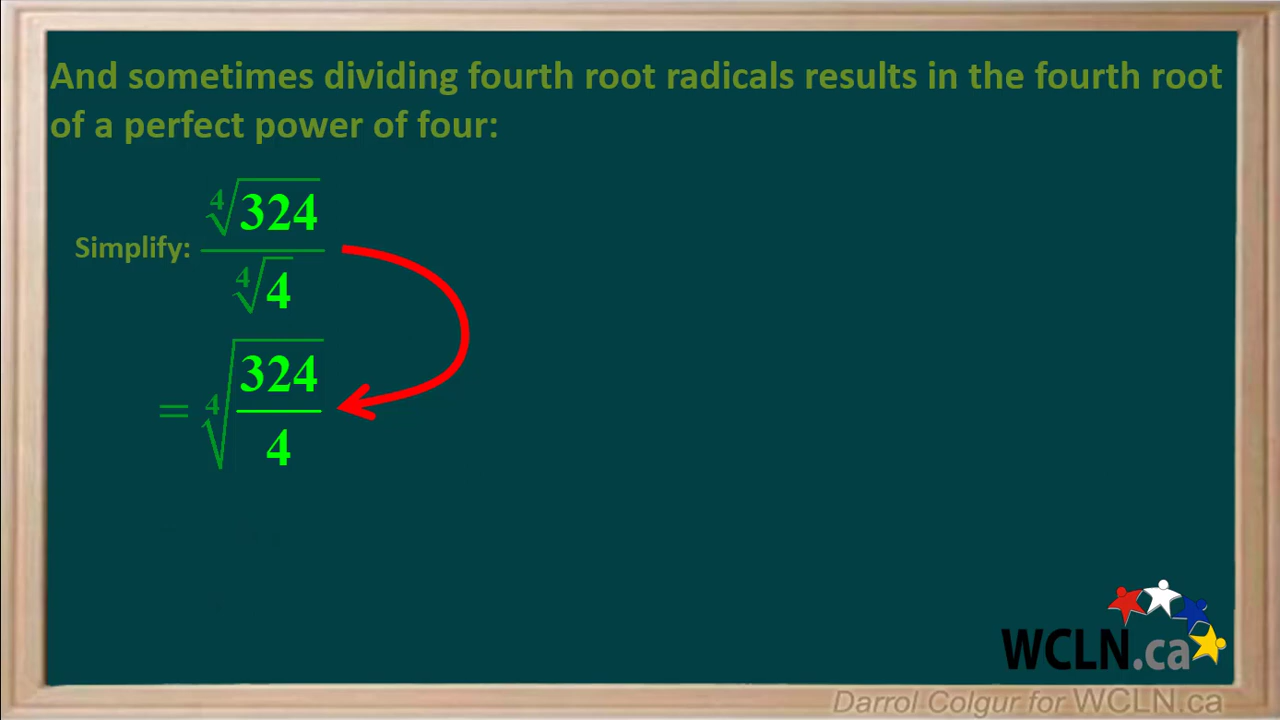 And sometimes dividing fourth root radicals results in the fourth root
of a perfect power of four:
Simplify: ∜324
∜4
= ∜324
4
WCLN.ca
Darrol Colgur for WCLN.ca